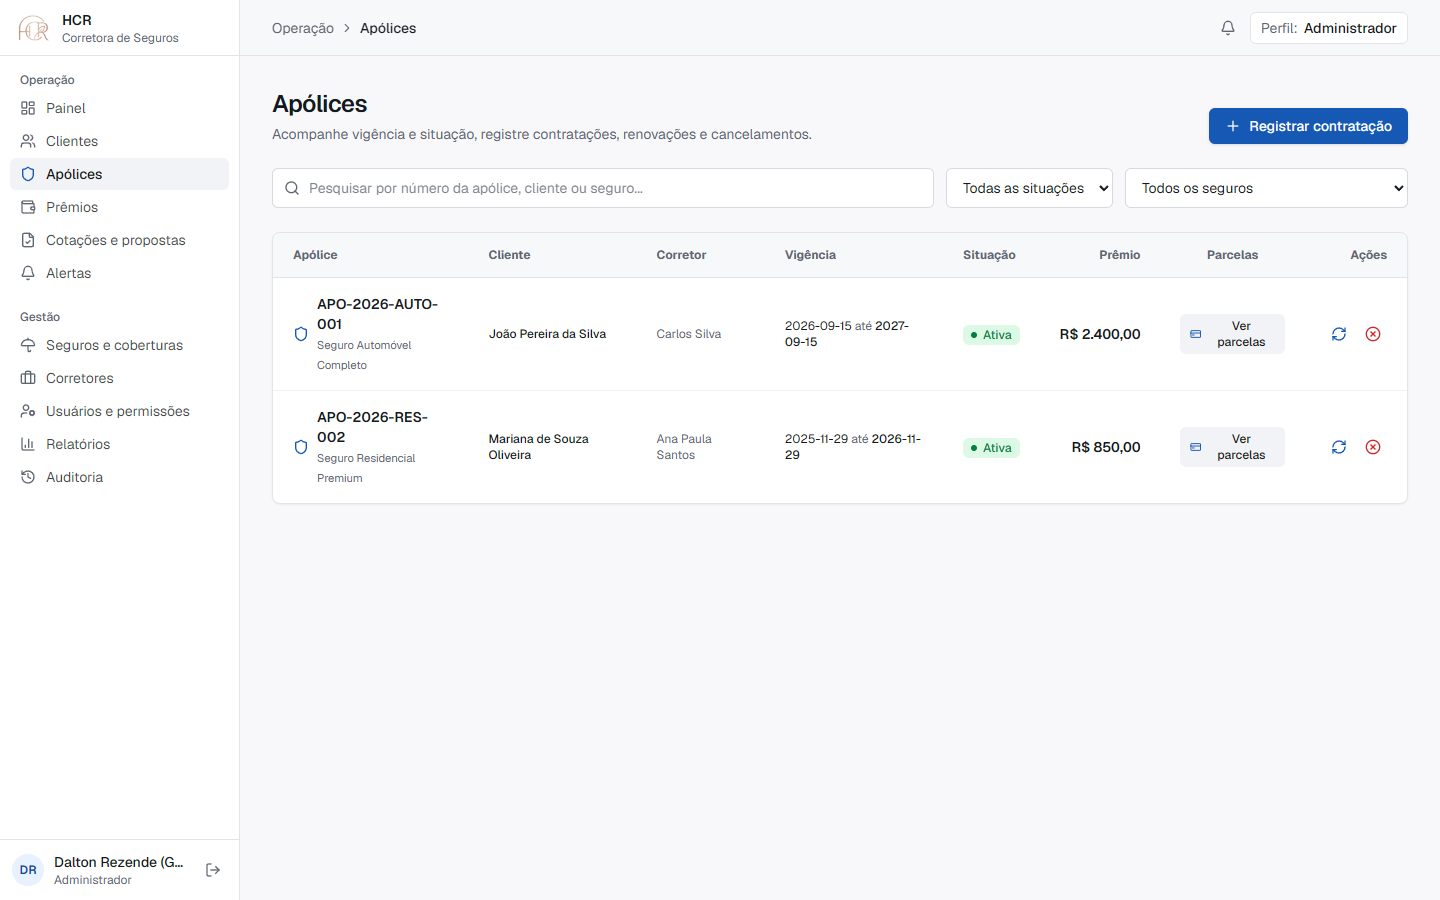 HCR
HCR
Corretora de Seguros
Operação
Painel
Clientes
Apólices
Prêmios
Cotações e propostas
Alertas
Gestão
Seguros e coberturas
Corretores
Usuários e permissões
Relatórios
Auditoria
DR
Dalton Rezende (G...
Administrador
Operação > Apólices
Perfil: Administrador
Apólices
Acompanhe vigência e situação, registre contratações, renovações e cancelamentos.
Registrar contratação
Pesquisar por número da apólice, cliente ou seguro...
Todas as situações
Todos os seguros
Apólice Cliente Corretor Vigência Situação Prêmio Parcelas Ações
APO-2026-AUTO-
001
Seguro Automóvel
Completo
João Pereira da Silva
Carlos Silva
2026-09-15 até 2027-
09-15
Ativa
R$ 2.400,00
Ver
parcelas
APO-2026-RES-
002
Seguro Residencial
Premium
Mariana de Souza
Oliveira
Ana Paula
Santos
2025-11-29 até 2026-11-
29
Ativa
R$ 850,00
Ver
parcelas